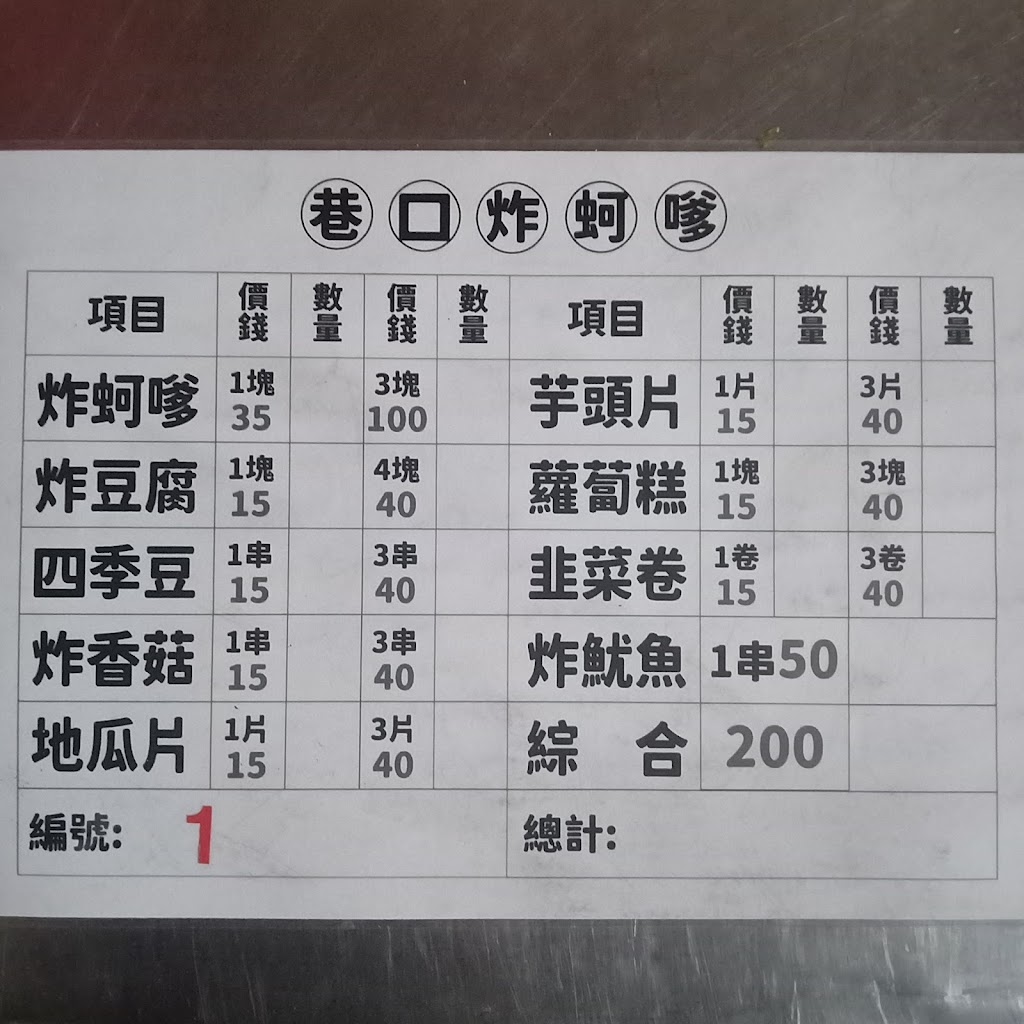 巷口炸蚵嗲
項目 價錢 數量 價錢 數量 項目 價錢 數量 價錢 數量
炸蚵嗲 1塊 35 3塊 100 芋頭片 1片 15 3片 40
炸豆腐 1塊 15 4塊 40 蘿蔔糕 1塊 15 3塊 40
四季豆 1串 15 3串 40 韭菜卷 1卷 15 3卷 40
炸香菇 1串 15 3串 40 炸魷魚 1串50
地瓜片 1片 15 3片 40 綜合 200
編號: 1 總計: